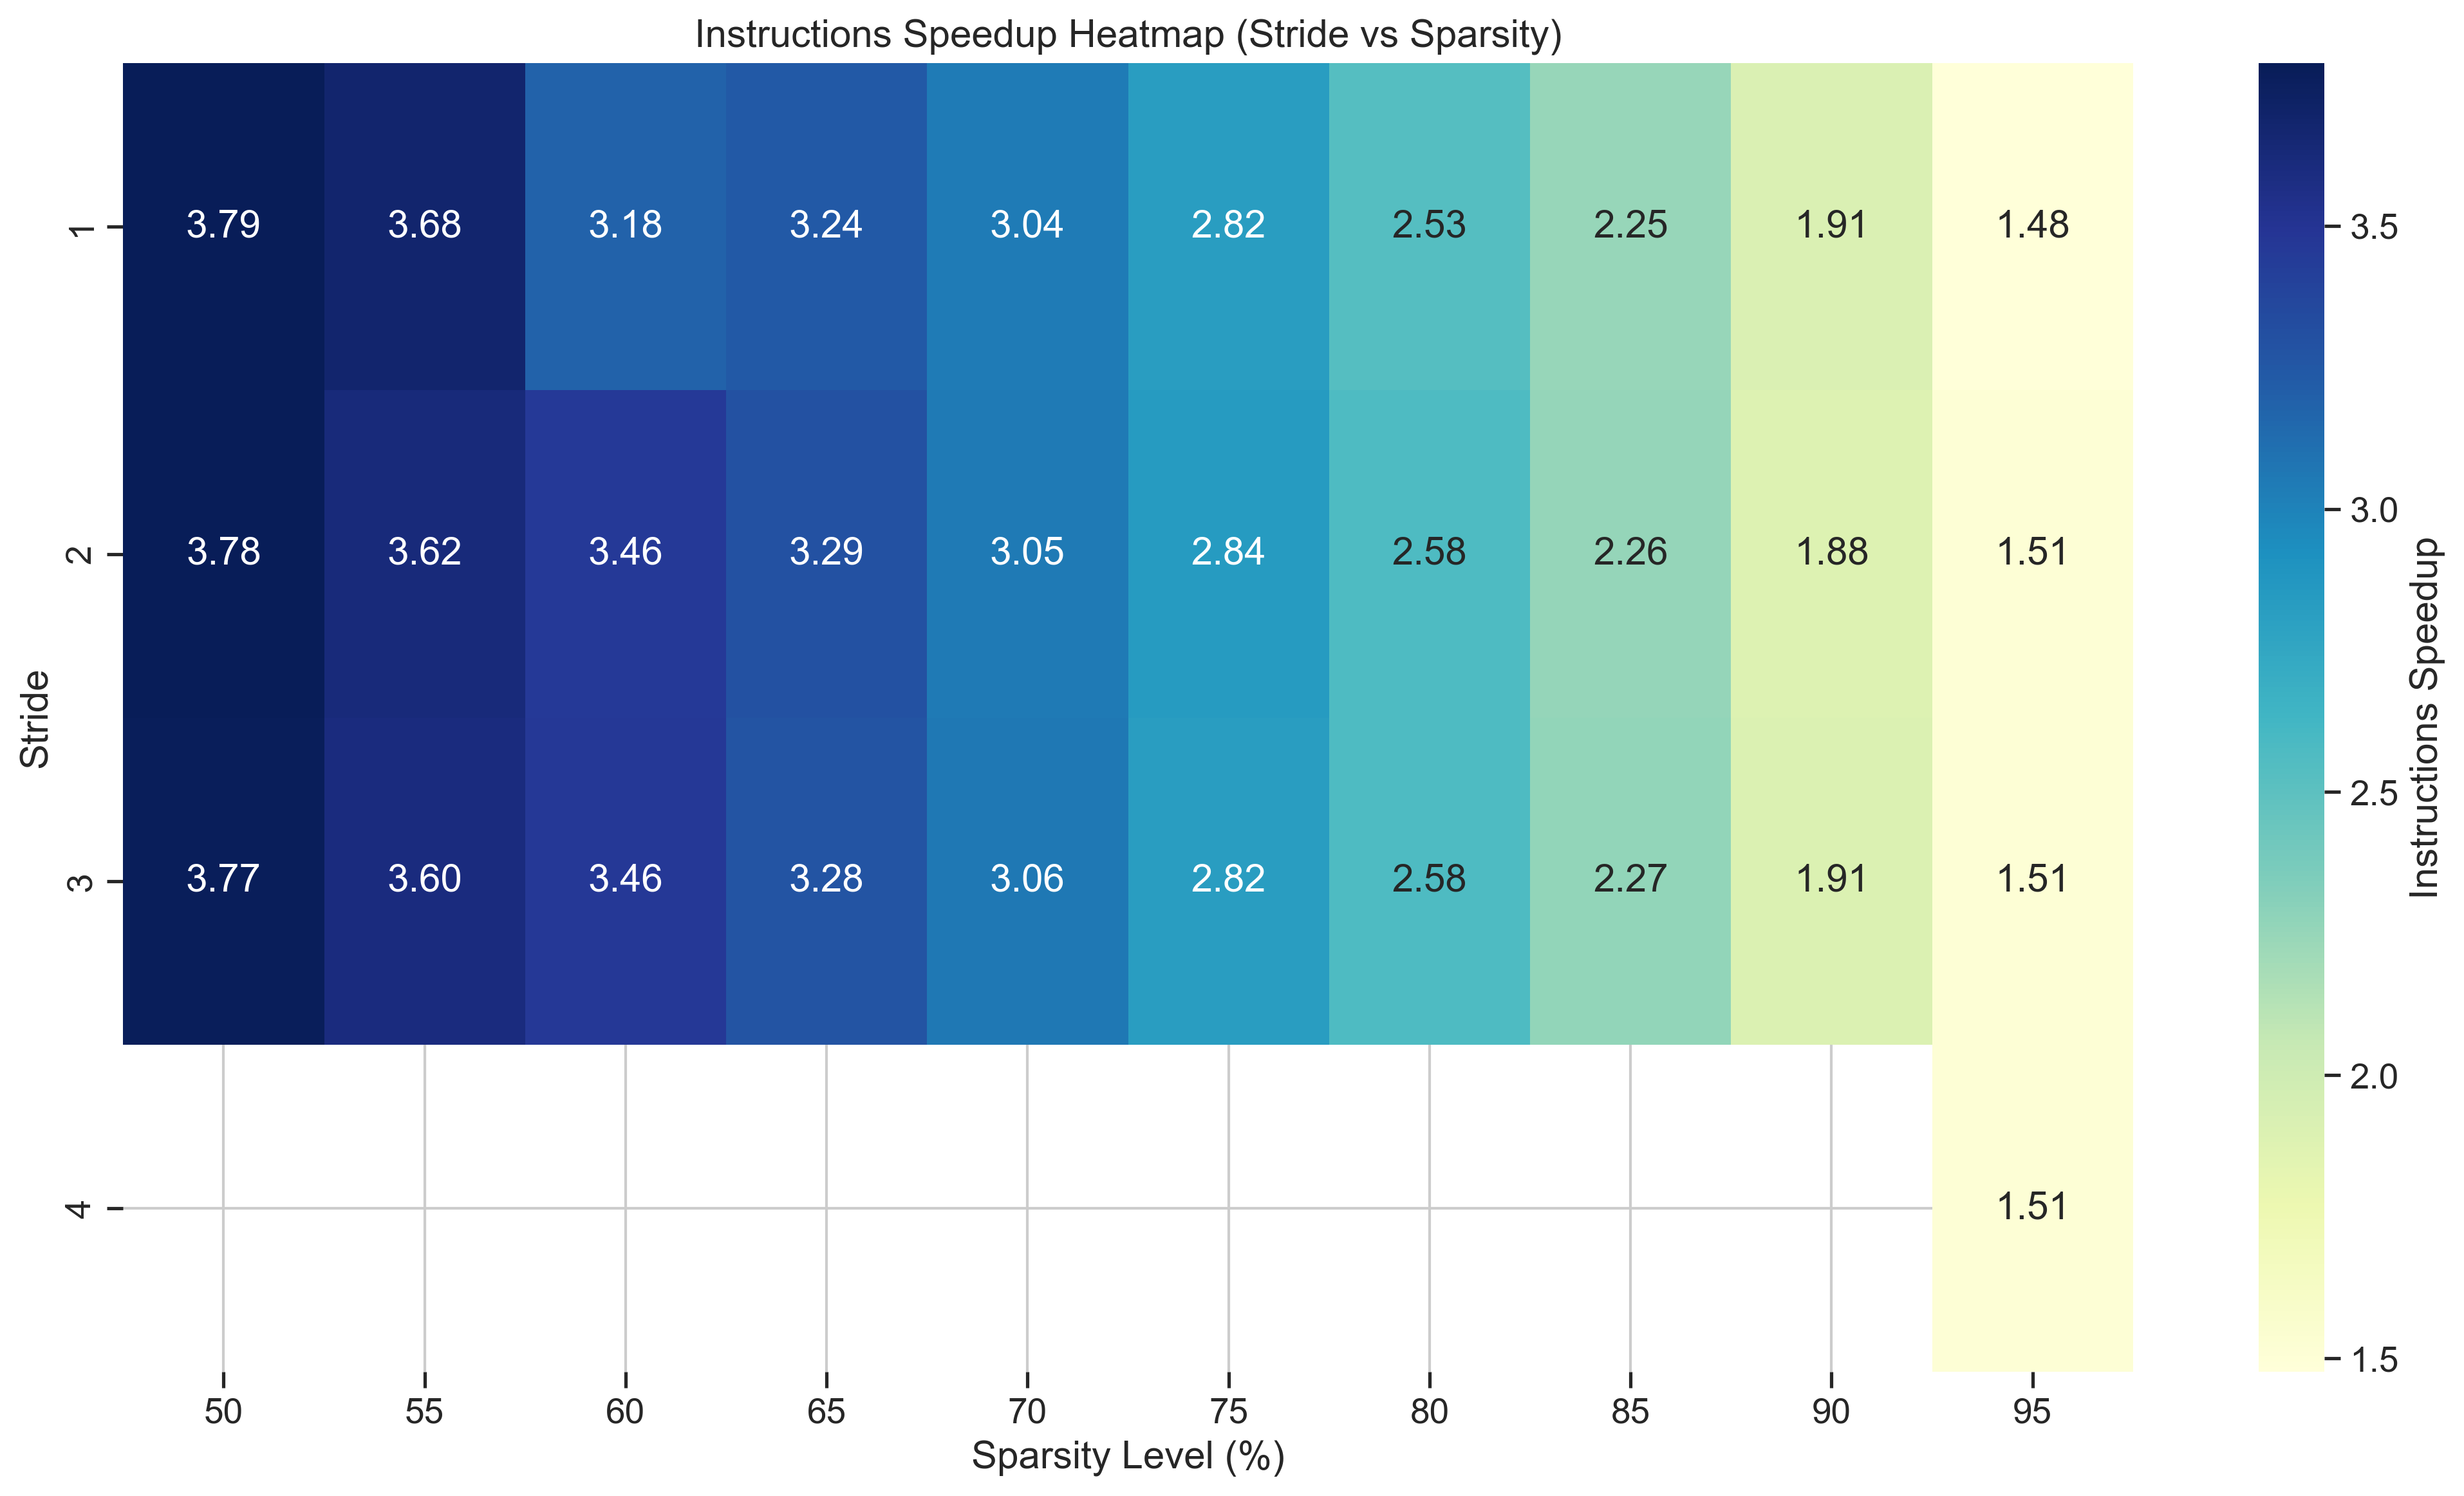 Instructions Speedup Heatmap (Stride vs Sparsity)
Stride
1
3.79 3.68 3.18 3.24 3.04 2.82 2.53 2.25 1.91 1.48
2
3.78 3.62 3.46 3.29 3.05 2.84 2.58 2.26 1.88 1.51
3
3.77 3.60 3.46 3.28 3.06 2.82 2.58 2.27 1.91 1.51
4
1.51
50 55 60 65 70 75 80 85 90 95
Sparsity Level (%)
3.5
3.0
2.5
2.0
1.5
Instructions Speedup